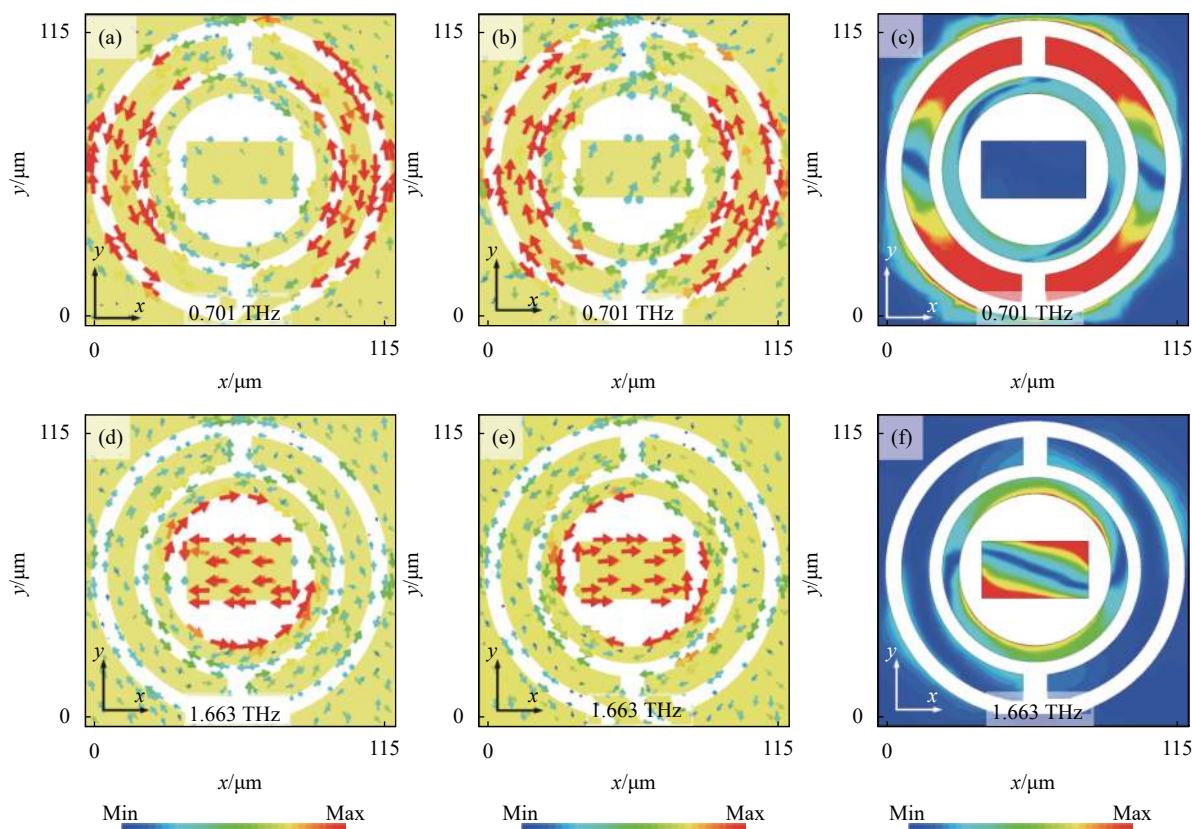 115 (a) (b) (c)
y/μm y/μm y/μm
y y y
x x x
0 0.701 THz 0 0.701 THz 0.701 THz
0 115 0 115 0 115
x/μm x/μm x/μm
115 (d) 115 (e) 115 (f)
y/μm y/μm y/μm
y y y
x x x
0 1.663 THz 0 1.663 THz 0 1.663 THz
0 115 0 115 0 115
x/μm x/μm x/μm
Min Max Min Max Min Max